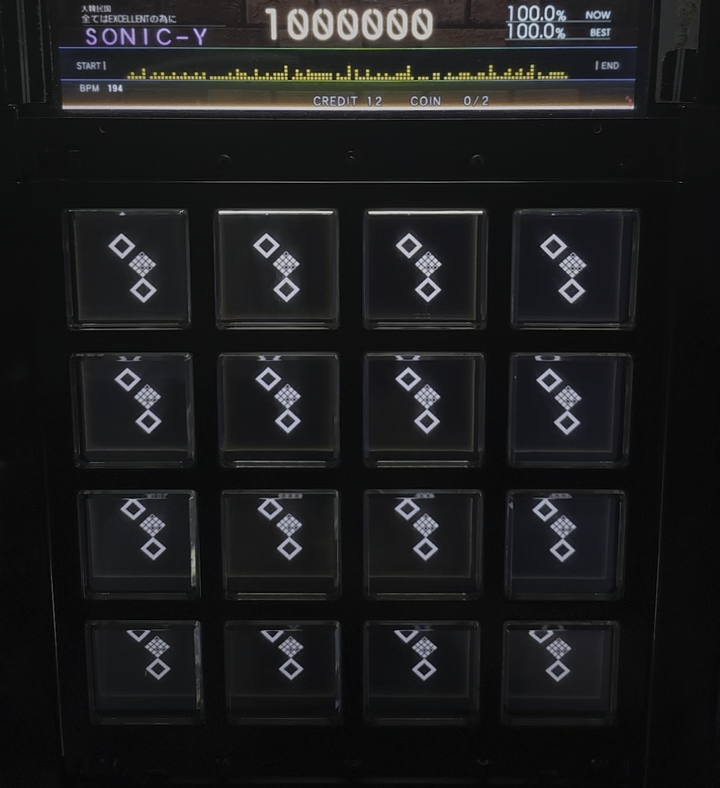 大韓民国
全てはEXCELLENTの為に
SONIC-Y
1000000
100.0% NOW
100.0% BEST
START
END
BPM 194
CREDIT 12 COIN 0/2